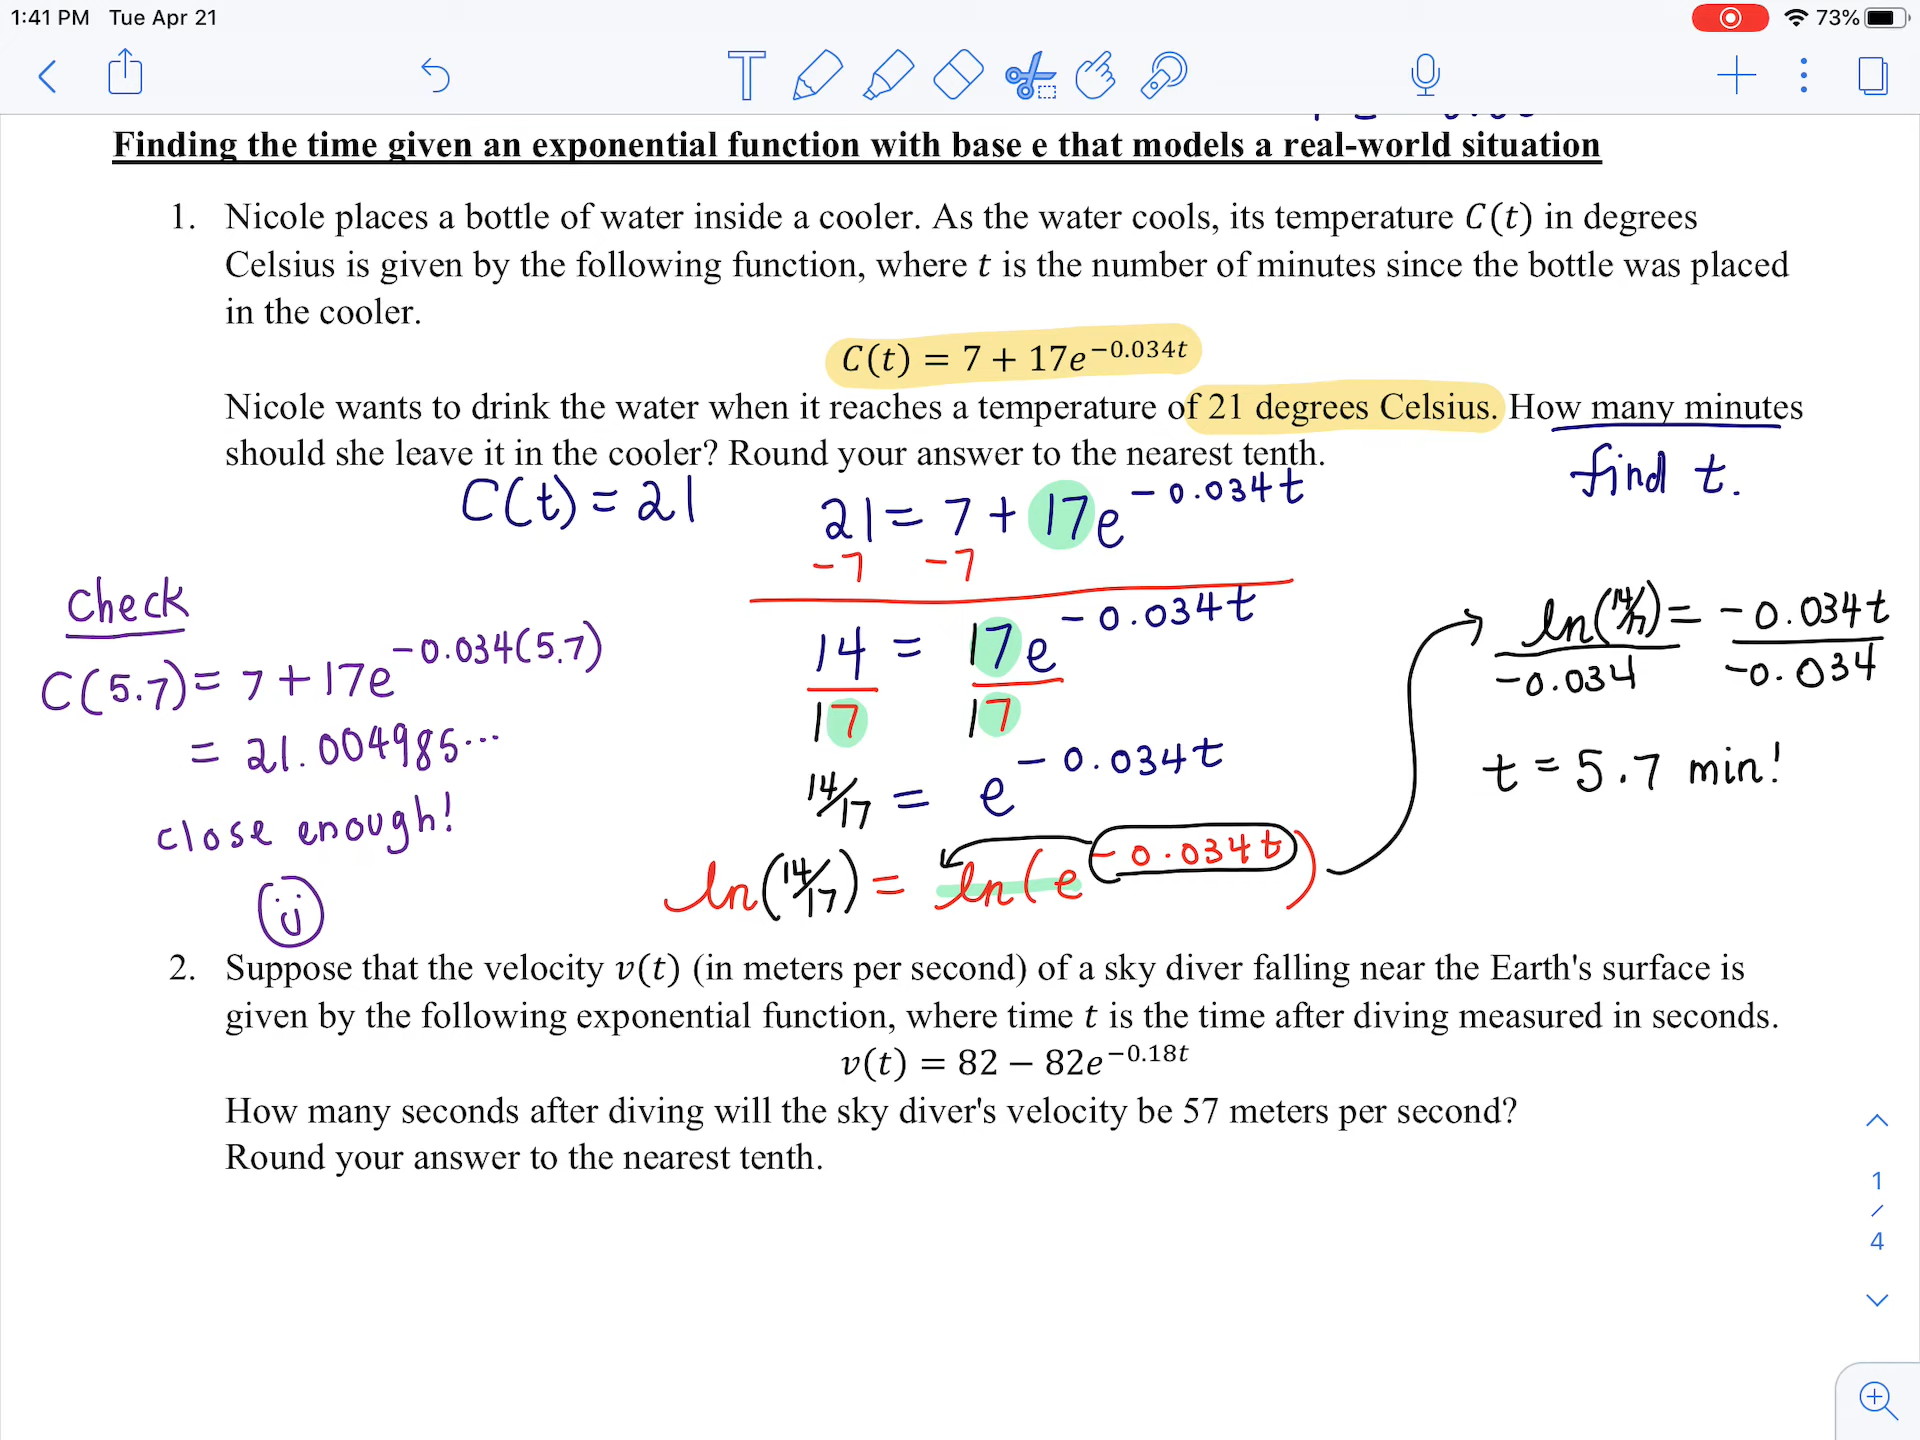 1:41 PM Tue Apr 21
73%
Finding the time given an exponential function with base e that models a real-world situation
1. Nicole places a bottle of water inside a cooler. As the water cools, its temperature C(t) in degrees
Celsius is given by the following function, where t is the number of minutes since the bottle was placed
in the cooler.
C(t) = 7 + 17e^{-0.034t}
Nicole wants to drink the water when it reaches a temperature of 21 degrees Celsius. How many minutes
should she leave it in the cooler? Round your answer to the nearest tenth.
find t.
C(t) = 21
21 = 7 + 17e^{-0.034t}
-7 -7
14 = 17e^{-0.034t}
17 17
14/17 = e^{-0.034t}
ln(14/17) = ln(e^{-0.034t})
ln(14/17) = -0.034t
-0.034 -0.034
t = 5.7 min!
check
C(5.7) = 7 + 17e^{-0.034(5.7)}
= 21.004985...
close enough!
2. Suppose that the velocity v(t) (in meters per second) of a sky diver falling near the Earth's surface is
given by the following exponential function, where time t is the time after diving measured in seconds.
v(t) = 82 − 82e^{−0.18t}
How many seconds after diving will the sky diver's velocity be 57 meters per second?
Round your answer to the nearest tenth.
1
/
4